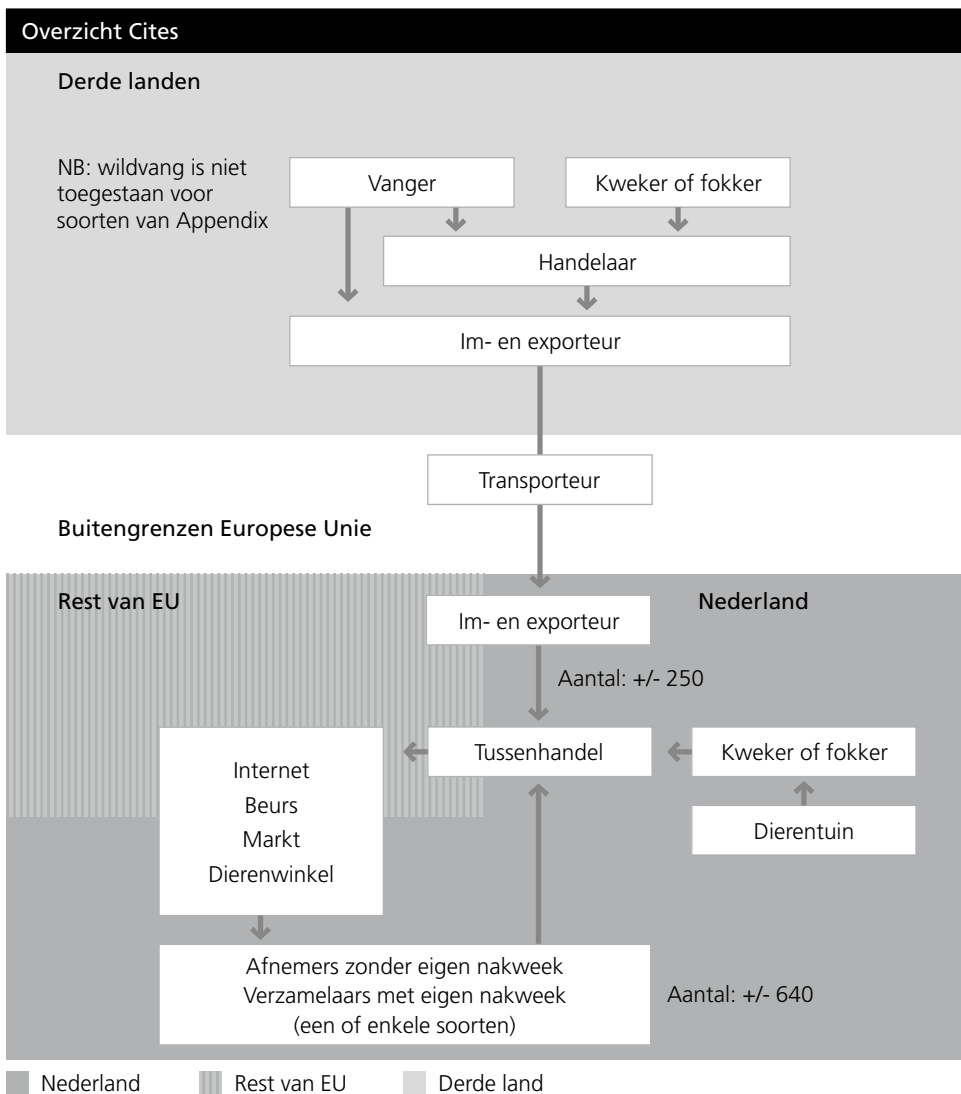 Overzicht Cites
Derde landen
NB: wildvang is niet
toegestaan voor
soorten van Appendix
Vanger
Kweker of fokker
Handelaar
Im- en exporteur
Transporteur
Buitengrenzen Europese Unie
Rest van EU
Nederland
Im- en exporteur
Aantal: +/- 250
Tussenhandel
Kweker of fokker
Internet
Beurs
Markt
Dierenwinkel
Dierentuin
Afnemers zonder eigen nakweek
Verzamelaars met eigen nakweek
(een of enkele soorten)
Aantal: +/- 640
Nederland
Rest van EU
Derde land